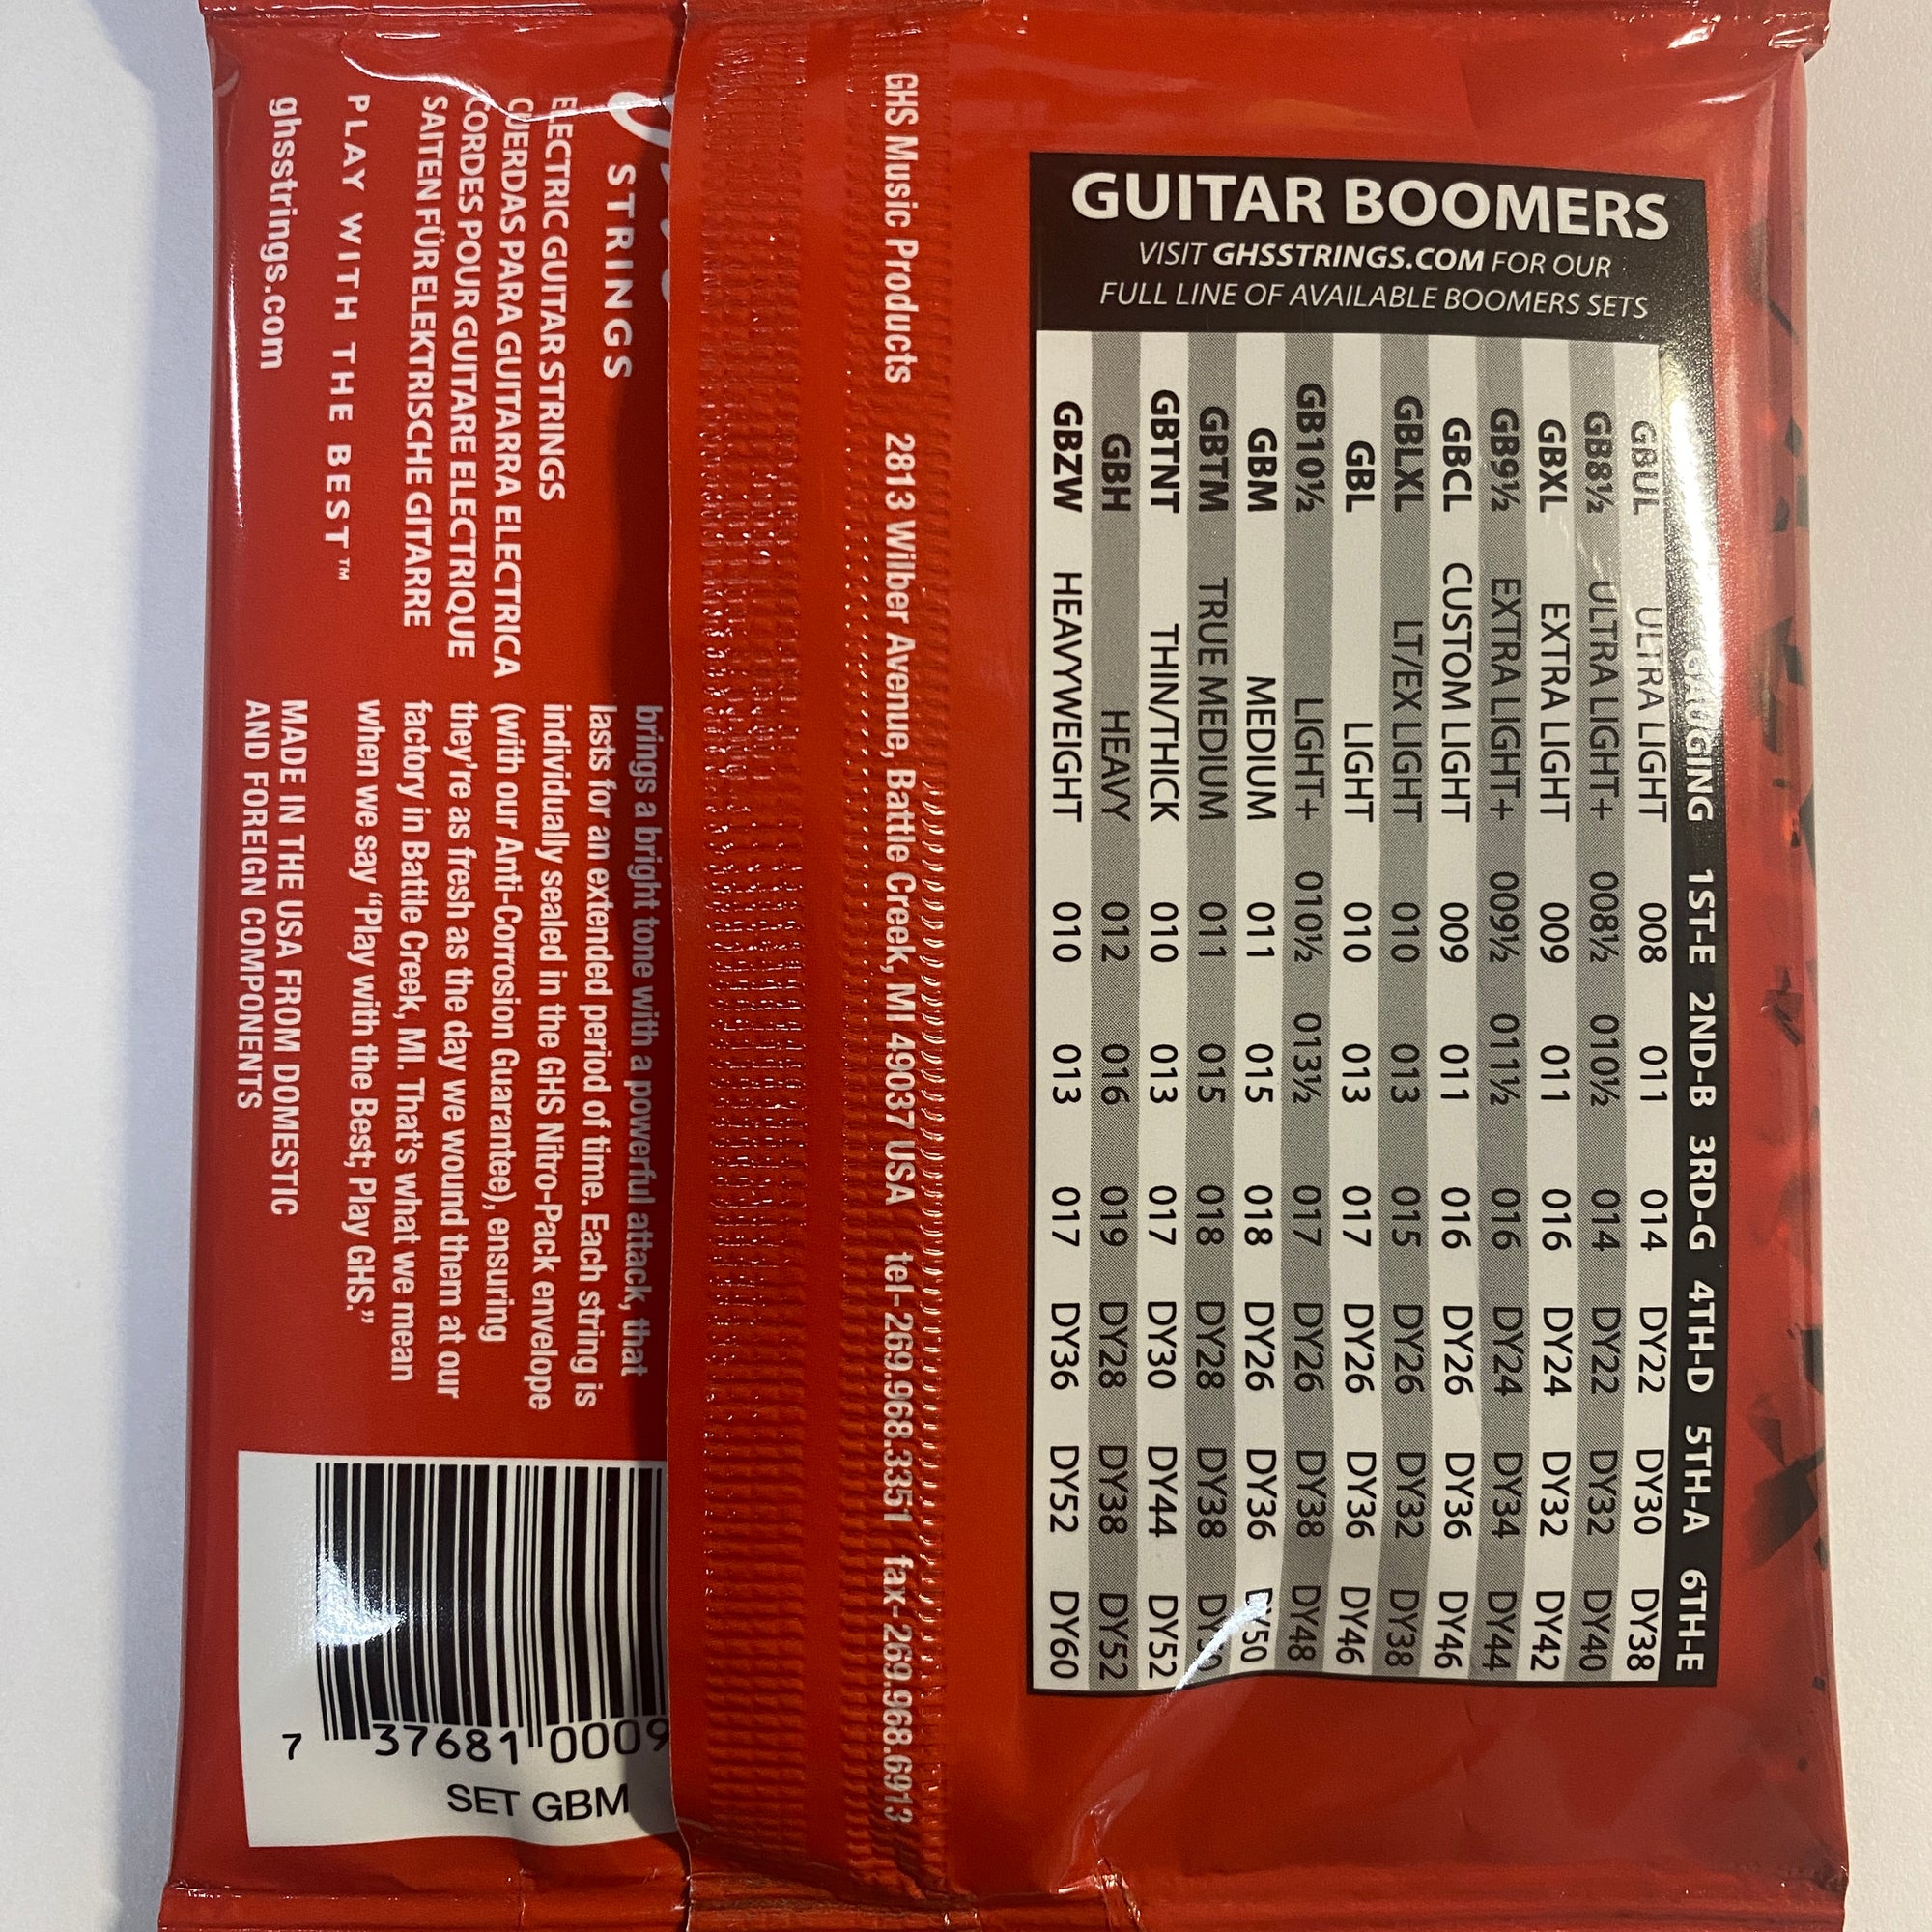 GUITAR BOOMERS
VISIT GHSSTRINGS.COM FOR OUR
FULL LINE OF AVAILABLE BOOMERS SETS
GAUGING 1ST-E 2ND-B 3RD-G 4TH-D 5TH-A 6TH-E
GBUL ULTRA LIGHT 008 011 014 DY22 DY30 DY38
GB8½ ULTRA LIGHT+ 008½ 010½ 014 DY22 DY32 DY40
GBXL EXTRA LIGHT 009 011 016 DY24 DY32 DY42
GB9½ EXTRA LIGHT+ 009½ 011½ 016 DY24 DY34 DY44
GBCL CUSTOM LIGHT 009 011 016 DY26 DY36 DY46
GBLXL LT/EX LIGHT 010 013 015 DY26 DY32 DY38
GBL LIGHT 010 013 017 DY26 DY36 DY46
GB10½ LIGHT+ 010½ 013½ 017 DY26 DY38 DY48
GBM MEDIUM 011 015 018 DY26 DY36 DY50
GBTM TRUE MEDIUM 011 015 018 DY28 DY38
GBTNT THIN/THICK 010 013 017 DY30 DY44 DY52
GBH HEAVY 012 016 019 DY28 DY38 DY52
GBZW HEAVYWEIGHT 010 013 017 DY36 DY52 DY60
GHS Music Products 2813 Wilber Avenue, Battle Creek, MI 49037 USA tel-269.968.3351 fax-269.968.6913
STRINGS
ELECTRIC GUITAR STRINGS
CUERDAS PARA GUITARRA ELECTRICA
CORDES POUR GUITARE ELECTRIQUE
SAITEN FÜR ELEKTRISCHE GITARRE
PLAY WITH THE BEST™
ghsstrings.com
brings a bright tone with a powerful attack, that
lasts for an extended period of time. Each string is
individually sealed in the GHS Nitro-Pack envelope
(with our Anti-Corrosion Guarantee), ensuring
they're as fresh as the day we wound them at our
factory in Battle Creek, MI. That's what we mean
when we say “Play with the Best; Play GHS.”
MADE IN THE USA FROM DOMESTIC
AND FOREIGN COMPONENTS
7 37681 0009
SET GBM